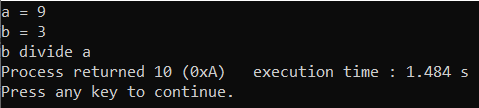 a = 9
b = 3
b divide a
Process returned 10 (0xA)   execution time : 1.484 s
Press any key to continue.